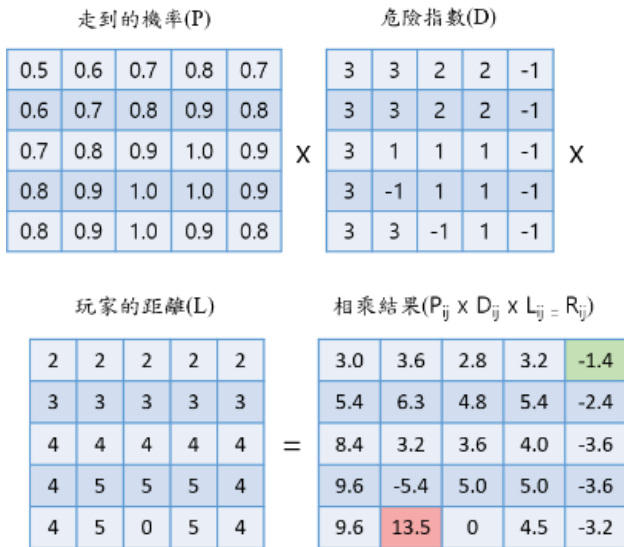 走到的機率(P)
危險指數(D)
0.5 0.6 0.7 0.8 0.7
3 3 2 2 -1
0.6 0.7 0.8 0.9 0.8
3 3 2 2 -1
0.7 0.8 0.9 1.0 0.9
X
3 1 1 1 -1
X
0.8 0.9 1.0 1.0 0.9
3 -1 1 1 -1
0.8 0.9 1.0 0.9 0.8
3 3 -1 1 -1
玩家的距離(L)
相乘結果(Pij x Dij x Lij = Rij)
2 2 2 2 2
3.0 3.6 2.8 3.2 -1.4
3 3 3 3 3
5.4 6.3 4.8 5.4 -2.4
4 4 4 4 4
=
8.4 3.2 3.6 4.0 -3.6
4 5 5 5 4
9.6 -5.4 5.0 5.0 -3.6
4 5 0 5 4
9.6 13.5 0 4.5 -3.2